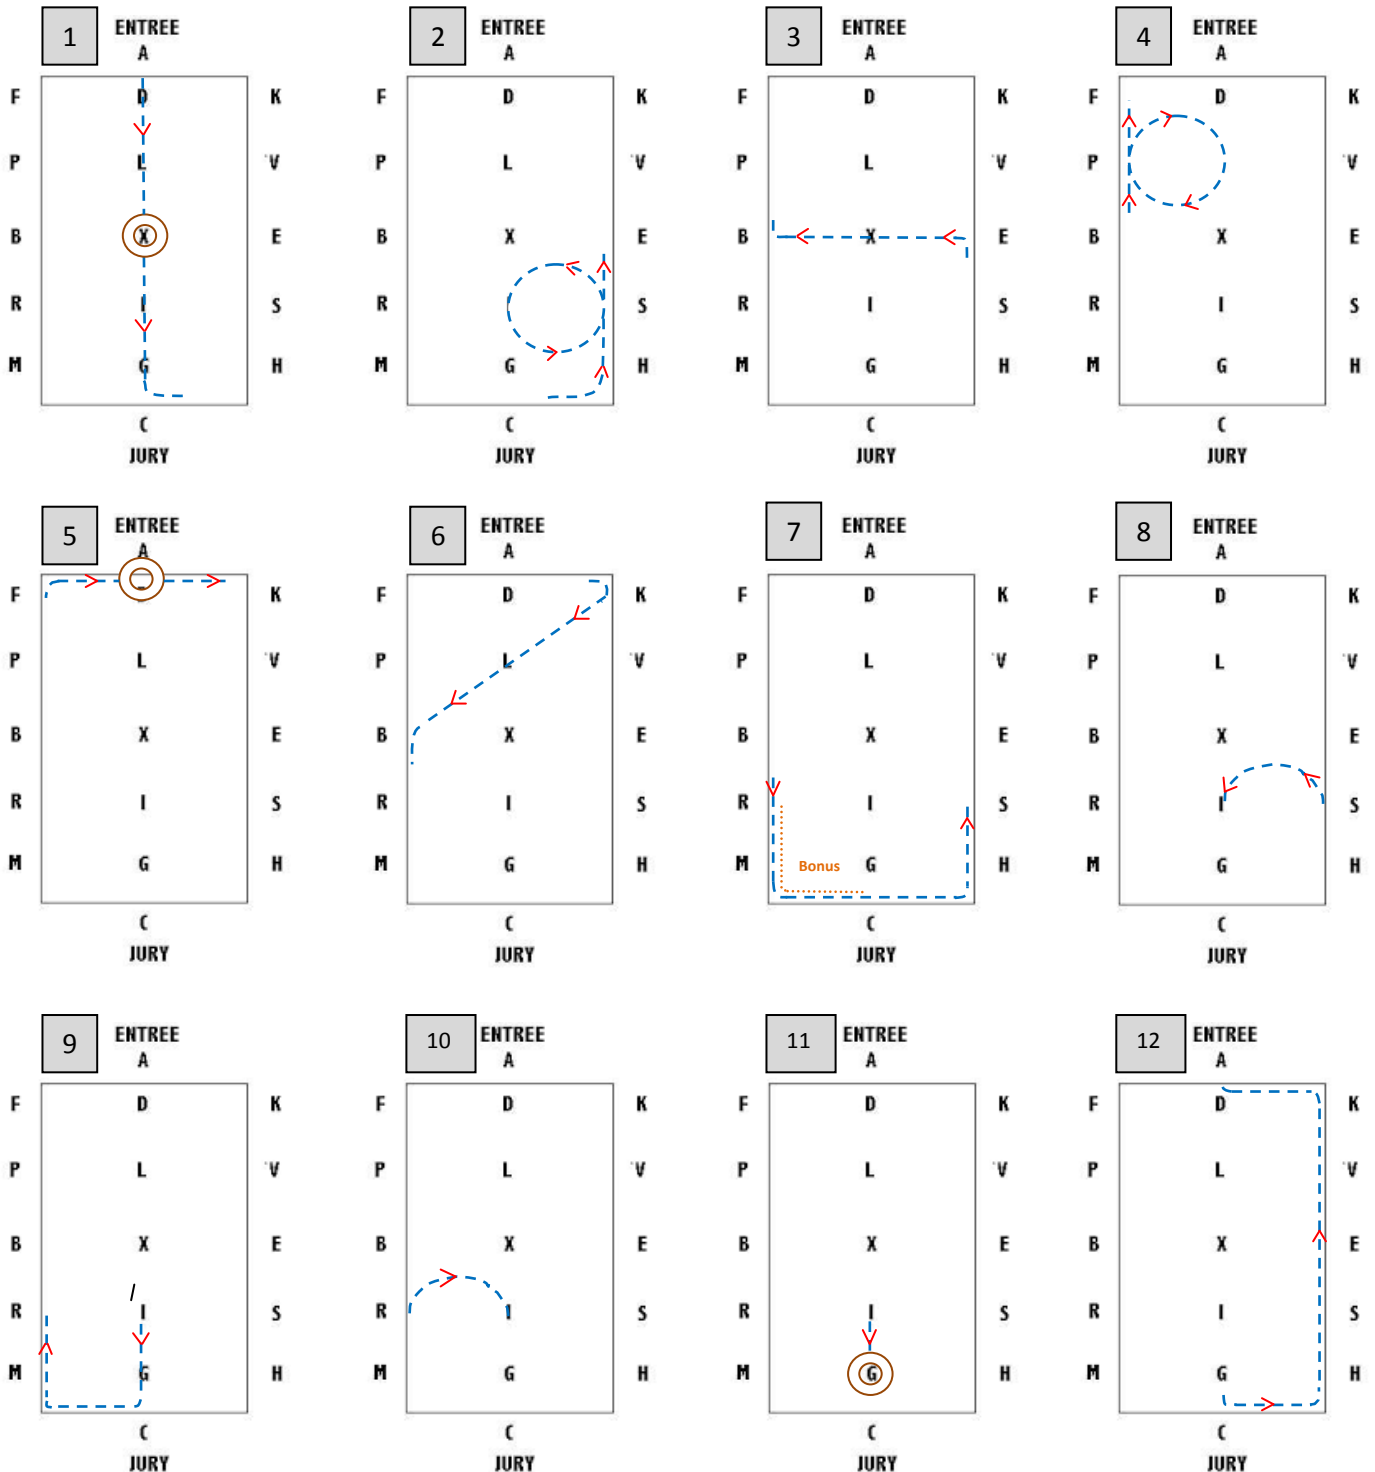 1 ENTREE 2 ENTREE 3 ENTREE 4 ENTREE
A A A A
F D K F D K F D K F D K
P L V P L V P L V P L V
B X E B X E B X E B X E
R I S R I S R I S R I S
M G H M G H M G H M G H
C C C C
JURY JURY JURY JURY
5 ENTREE 6 ENTREE 7 ENTREE 8 ENTREE
A A A A
F K F D K F D K F D K
P L V P L V P L V P L V
B X E B X E B X E B X E
R I S R I S R I S R I S
M G H M G H M Bonus G H M G H
C C C C
JURY JURY JURY JURY
9 ENTREE 10 ENTREE 11 ENTREE 12 ENTREE
A A A A
F D K F D K F D K F D K
P L V P L V P L V P L V
B X E B X E B X E B X E
R I S R I S R I S R I S
M G H M G H M G H M G H
C C C C
JURY JURY JURY JURY